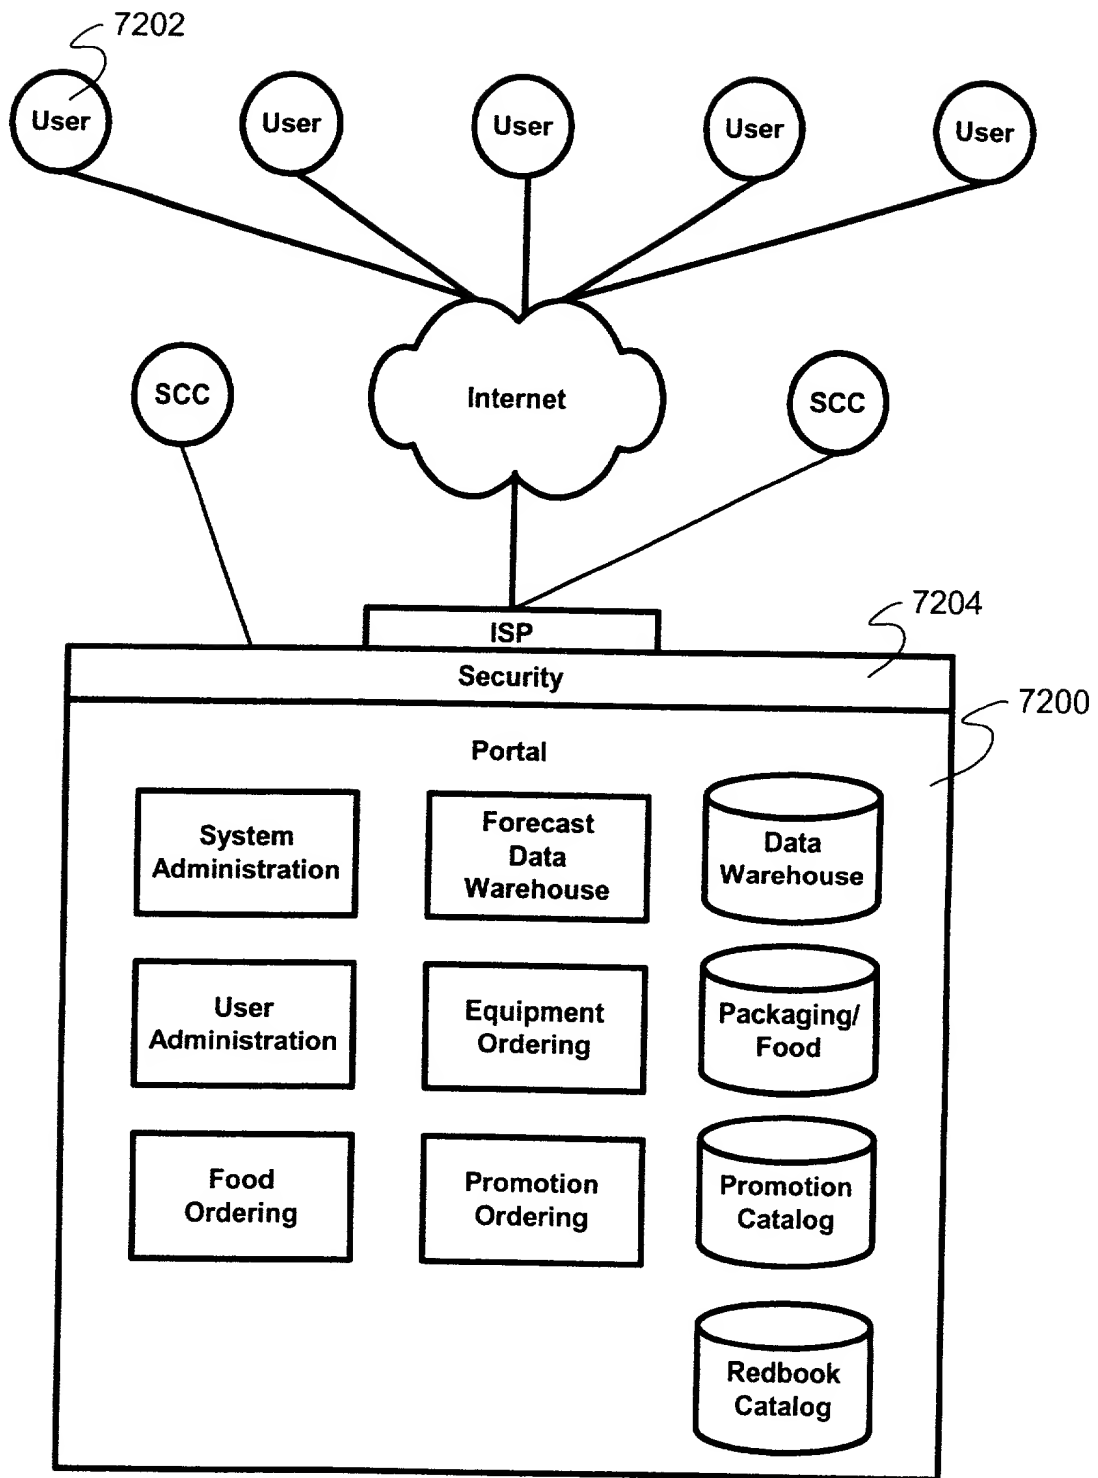 7202
User
User
User
User
User
SCC
Internet
SCC
7204
ISP
Security
7200
Portal
System
Administration
Forecast
Data
Warehouse
Data
Warehouse
User
Administration
Equipment
Ordering
Packaging/
Food
Food
Ordering
Promotion
Ordering
Promotion
Catalog
Redbook
Catalog